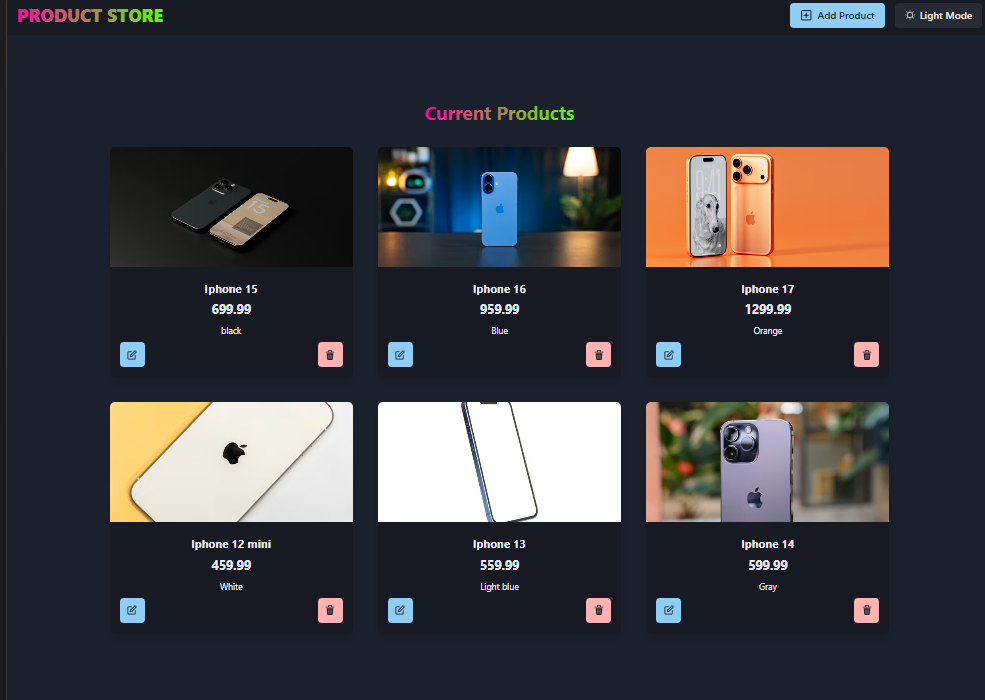 PRODUCT STORE
Add Product
Light Mode
Current Products
Iphone 15
699.99
black
Iphone 16
959.99
Blue
Iphone 17
1299.99
Orange
Iphone 12 mini
459.99
White
Iphone 13
559.99
Light blue
Iphone 14
599.99
Gray